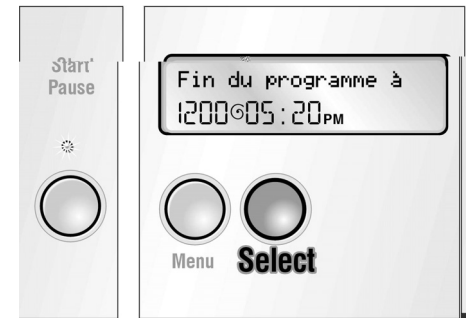 Start
Pause
Fin du programme à
1200 05:20PM
Menu
Select